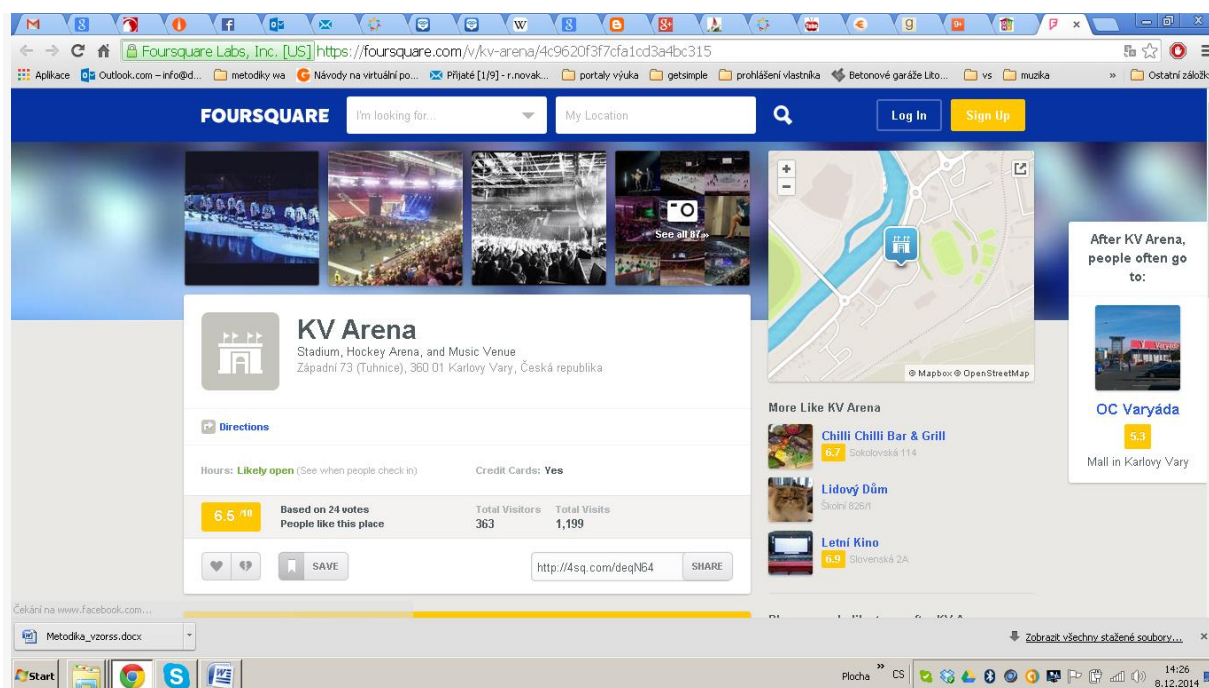 Foursquare Labs, Inc. [US] https://foursquare.com/v/kv-arena/4c9620f3f7cfa1cd3a4bc315
Aplikace Outlook.com – info@d... metodiky wa Návody na virtuální po... Přijaté [1/9] - r.novak... portaly výuka getsimple prohlášení vlastníka Betonové garáže Lito... vs muzika » Ostatní záložk
FOURSQUARE I'm looking for... My Location Log In Sign Up
See all 87»
After KV Arena,
people often go
to:
KV Arena
Stadium, Hockey Arena, and Music Venue
Západní 73 (Tuhnice), 360 01 Karlovy Vary, Česká republika
Directions
Hours: Likely open (See when people check in) Credit Cards: Yes
6.5 /10
Based on 24 votes
People like this place
Total Visitors Total Visits
363 1,199
SAVE
http://4sq.com/deqN64 SHARE
© Mapbox © OpenStreetMap
More Like KV Arena
Chilli Chilli Bar & Grill
6.7 Sokolovská 114
Lidový Dům
Školní 826/1
Letní Kino
6.9 Slovenská 2A
OC Varyáda
5.3
Mall in Karlovy Vary
Čekání na www.facebook.com...
Metodika_vzorss.docx
Zobrazit všechny stažené soubory...
Start
Plocha » CS
14:26
8.12.2014